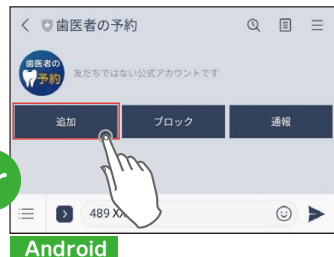 歯医者の予約
歯医者の
予約
友だちではない公式アカウントです
追加
ブロック
通報
489 X
Android